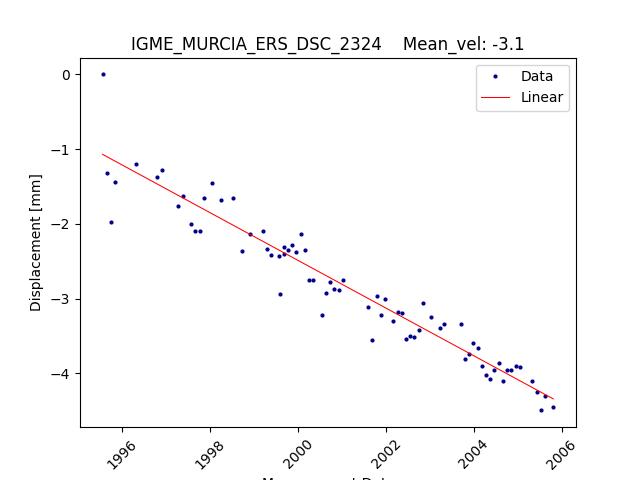 IGME_MURCIA_ERS_DSC_2324    Mean_vel: -3.1
Data
Linear
Displacement [mm]
0
−1
−2
−3
−4
1996
1998
2000
2002
2004
2006